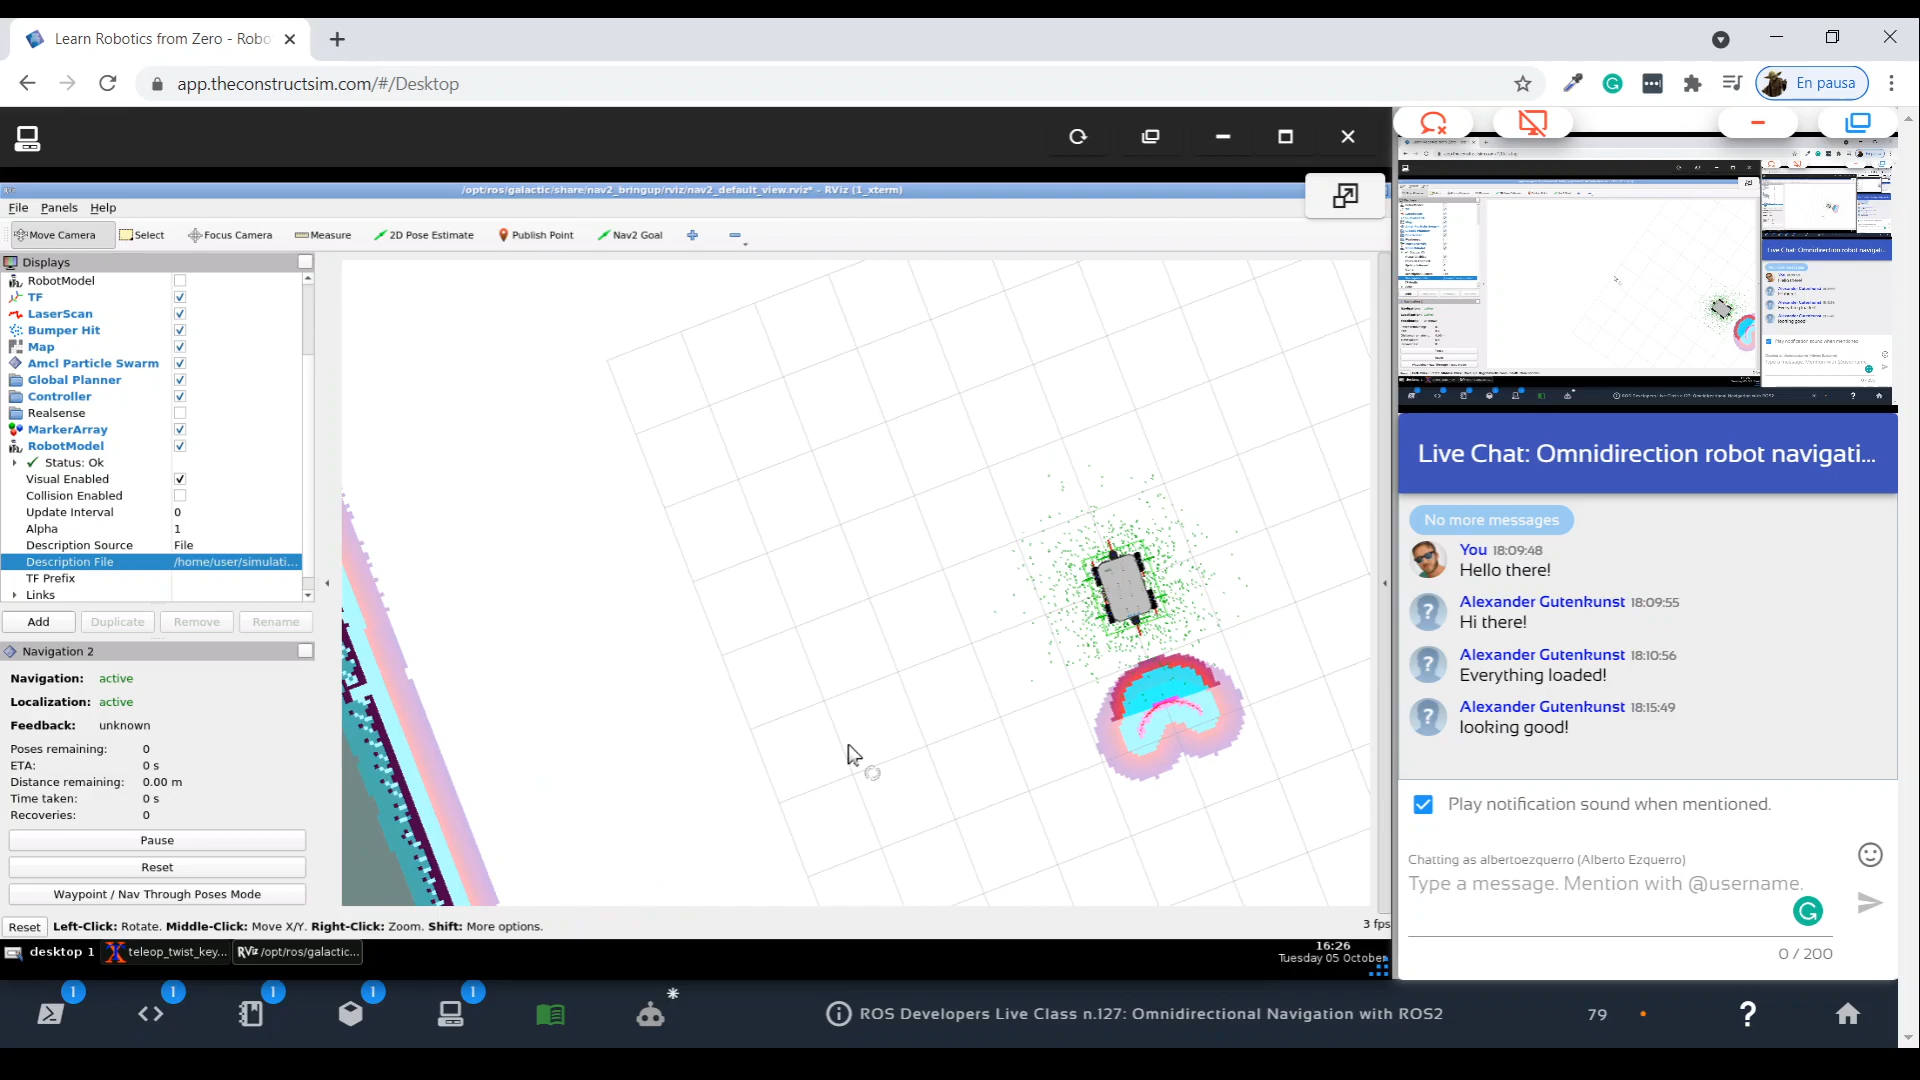 Learn Robotics from Zero - Robo
app.theconstructsim.com/#/Desktop
En pausa
/opt/ros/galactic/share/nav2_bringup/rviz/nav2_default_view.rviz* - RViz (1_xterm)
File Panels Help
Move Camera Select Focus Camera Measure 2D Pose Estimate Publish Point Nav2 Goal
Displays
RobotModel
TF
LaserScan
Bumper Hit
Map
Amcl Particle Swarm
Global Planner
Controller
Realsense
MarkerArray
RobotModel
Status: Ok
Visual Enabled
Collision Enabled
Update Interval 0
Alpha 1
Description Source File
Description File /home/user/simulati...
TF Prefix
Links
Add Duplicate Remove Rename
Navigation 2
Navigation: active
Localization: active
Feedback: unknown
Poses remaining: 0
ETA: 0 s
Distance remaining: 0.00 m
Time taken: 0 s
Recoveries: 0
Pause
Reset
Waypoint / Nav Through Poses Mode
Reset Left-Click: Rotate. Middle-Click: Move X/Y. Right-Click: Zoom. Shift: More options. 3 fps
desktop 1 teleop_twist_key... RViz /opt/ros/galactic...
16:26
Tuesday 05 October
Live Chat: Omnidirection robot navigati...
No more messages
You 18:09:48
Hello there!
Alexander Gutenkunst 18:09:55
Hi there!
Alexander Gutenkunst 18:10:56
Everything loaded!
Alexander Gutenkunst 18:15:49
looking good!
Play notification sound when mentioned.
Chatting as albertoezquerro (Alberto Ezquerro)
Type a message. Mention with @username.
0 / 200
1 1 1 1 1
ROS Developers Live Class n.127: Omnidirectional Navigation with ROS2 79